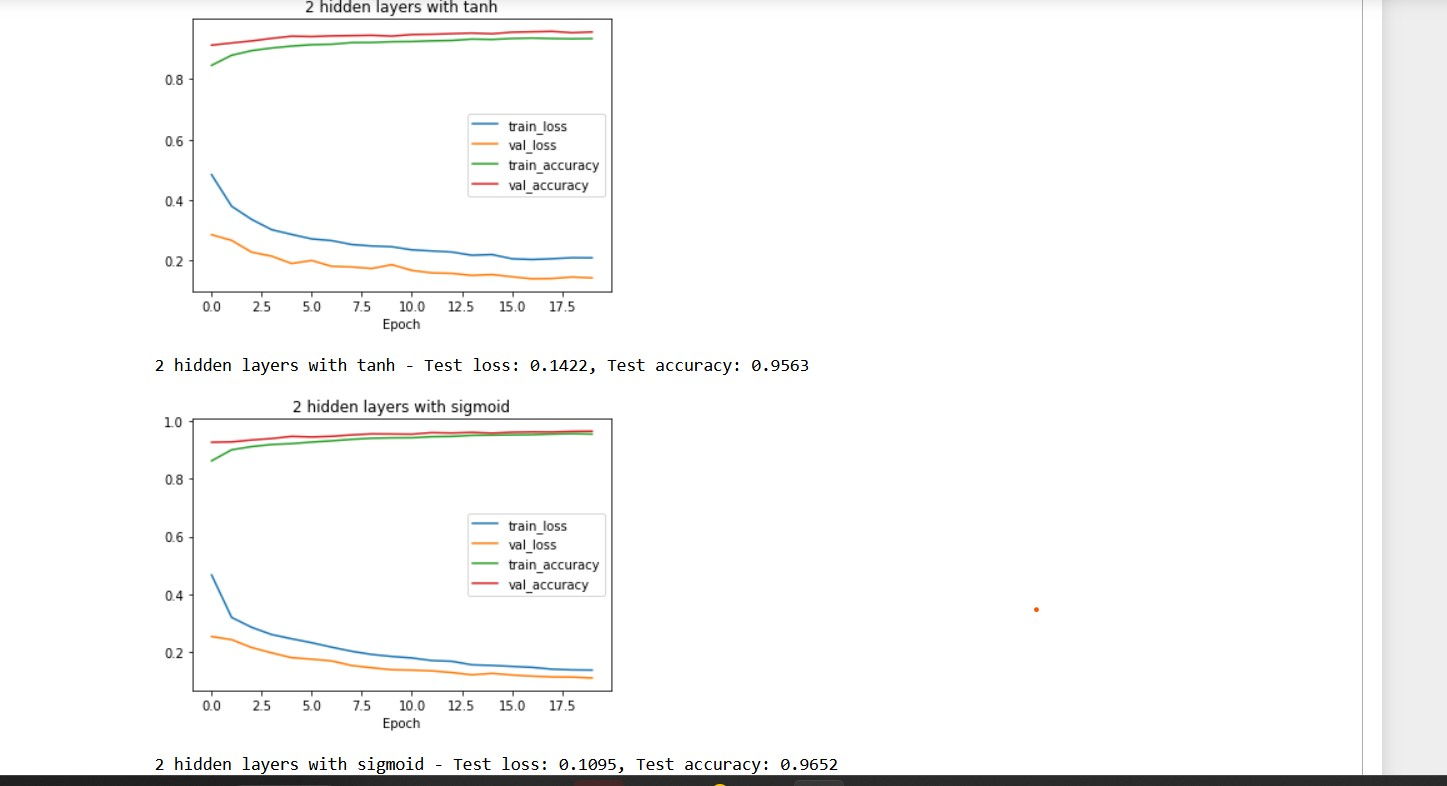 2 hidden layers with tanh
0.8
0.6
0.4
0.2
train_loss
val_loss
train_accuracy
val_accuracy
0.0 2.5 5.0 7.5 10.0 12.5 15.0 17.5
Epoch
2 hidden layers with tanh - Test loss: 0.1422, Test accuracy: 0.9563
2 hidden layers with sigmoid
1.0
0.8
0.6
0.4
0.2
train_loss
val_loss
train_accuracy
val_accuracy
0.0 2.5 5.0 7.5 10.0 12.5 15.0 17.5
Epoch
2 hidden layers with sigmoid - Test loss: 0.1095, Test accuracy: 0.9652